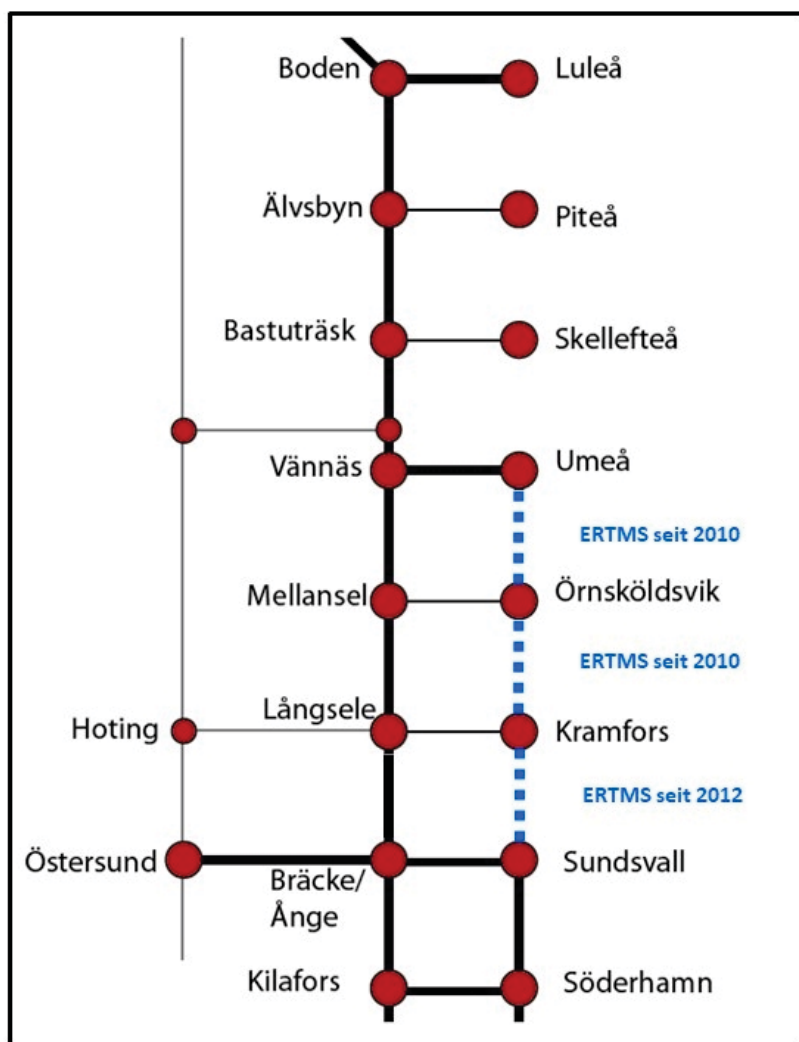 Boden
Luleå
Älvsbyn
Piteå
Bastuträsk
Skellefteå
Vännäs
Umeå
ERTMS seit 2010
Mellansel
Örnsköldsvik
ERTMS seit 2010
Hoting
Långsele
Kramfors
ERTMS seit 2012
Östersund
Bräcke/
Ånge
Sundsvall
Kilafors
Söderhamn